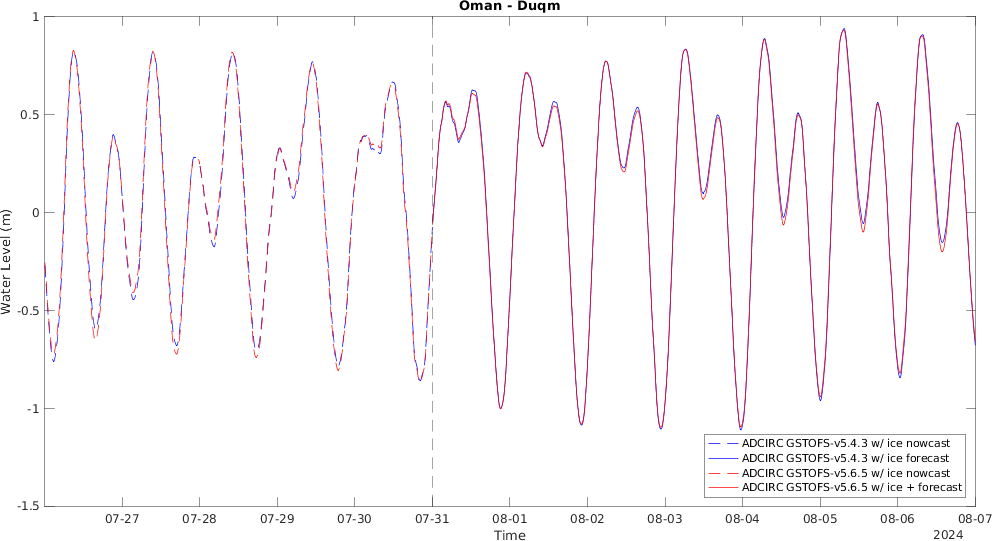 Oman - Duqm
1
0.5
0
-0.5
-1
-1.5
Water Level (m)
ADCIRC GSTOFS-v5.4.3 w/ ice nowcast
ADCIRC GSTOFS-v5.4.3 w/ ice forecast
ADCIRC GSTOFS-v5.6.5 w/ ice nowcast
ADCIRC GSTOFS-v5.6.5 w/ ice + forecast
07-27 07-28 07-29 07-30 07-31 08-01 08-02 08-03 08-04 08-05 08-06 08-07
Time
2024